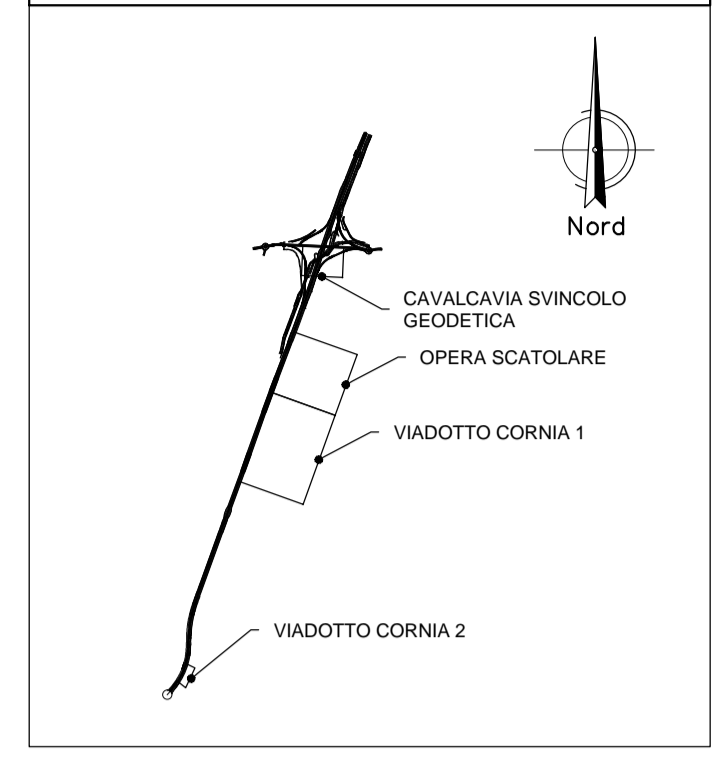 Nord
CAVALCAVIA SVINCOLO
GEODETICA
OPERA SCATOLARE
VIADOTTO CORNIA 1
VIADOTTO CORNIA 2